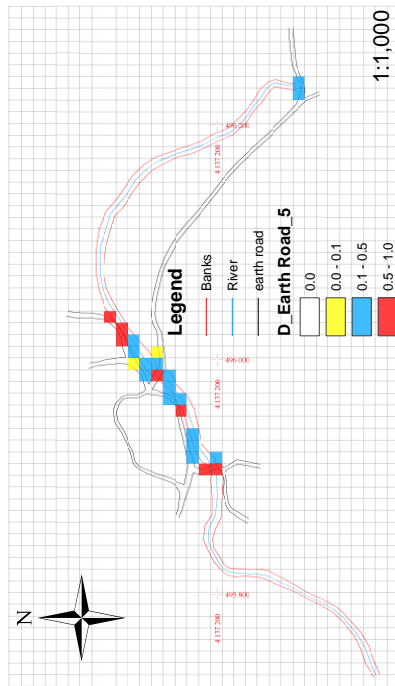 N
496 200
4 137 200
496 000
4 137 200
495 800
4 137 200
Legend
Banks
River
earth road
D_Earth Road_5
0.0
0.0 - 0.1
0.1 - 0.5
0.5 - 1.0
1:1,000